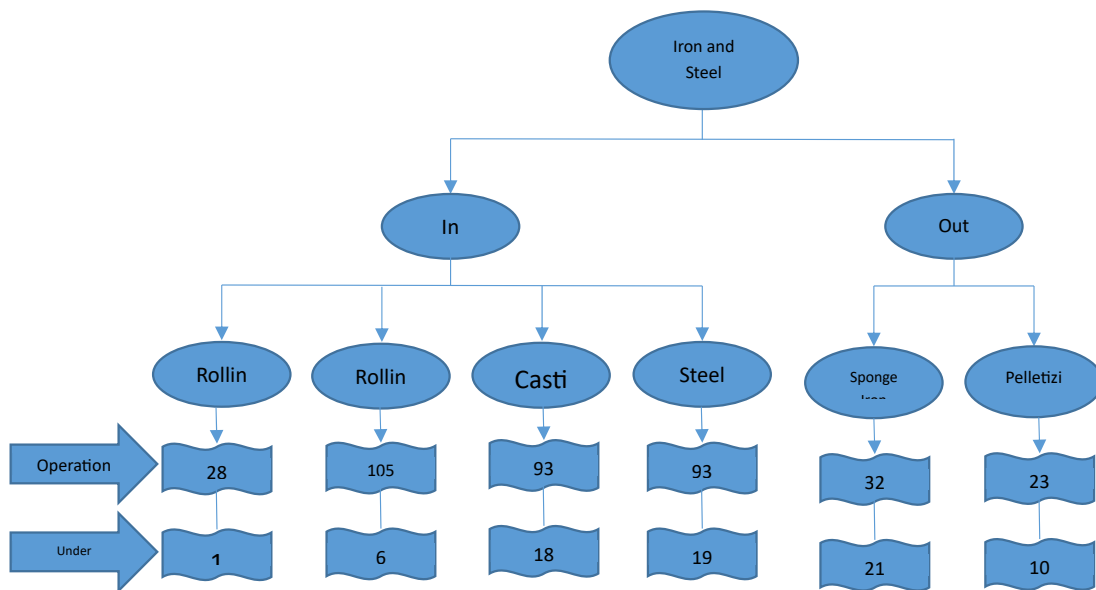 Iron and
Steel
In
Out
Rollin
Rollin
Casti
Steel
Sponge
Iron
Pelletizi
Operation
28
105
93
93
32
23
Under
1
6
18
19
21
10